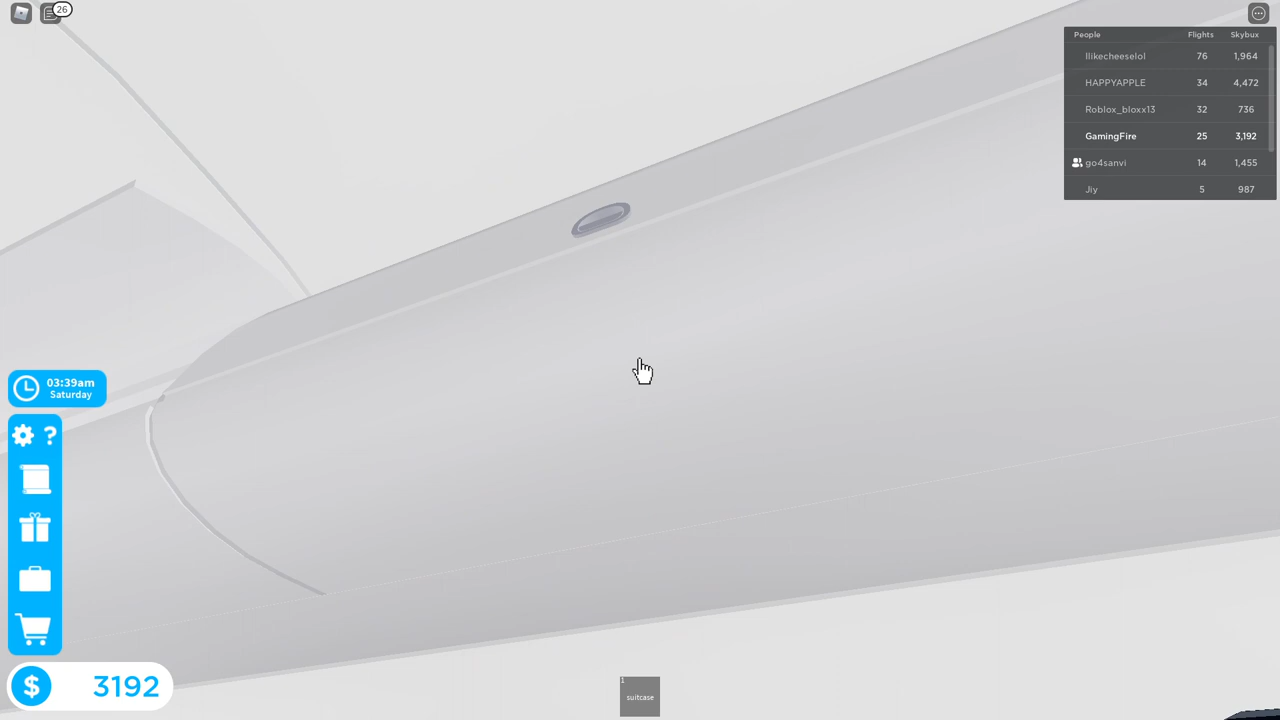 26
People Flights Skybux
Ilikecheeselol 76 1,964
HAPPYAPPLE 34 4,472
Roblox_bloxx13 32 736
GamingFire 25 3,192
go4sanvi 14 1,455
Jiy 5 987
03:39am
Saturday
?
$ 3192
1
suitcase